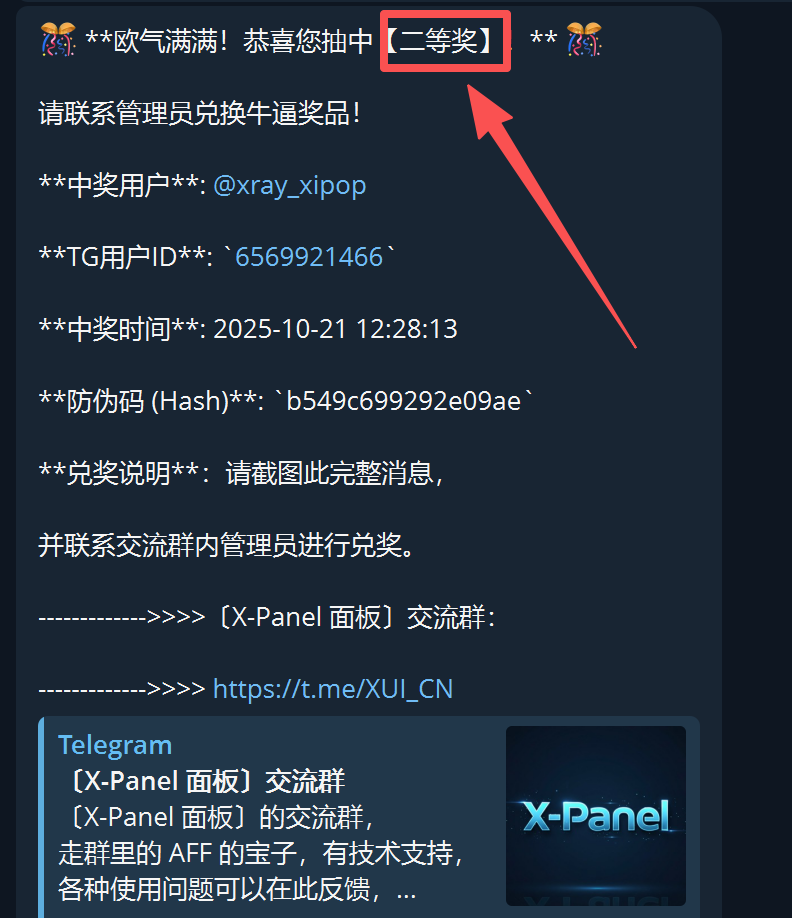 **欧气满满！恭喜您抽中【二等奖】！**
请联系管理员兑换牛逼奖品！
**中奖用户**: @xray_xipop
**TG用户ID**: `6569921466`
**中奖时间**: 2025-10-21 12:28:13
**防伪码 (Hash)**: `b549c699292e09ae`
**兑奖说明**：请截图此完整消息，
并联系交流群内管理员进行兑奖。
------------->>>>〔X-Panel 面板〕交流群：
------------->>>> https://t.me/XUI_CN
Telegram
〔X-Panel 面板〕交流群
〔X-Panel 面板〕的交流群，
走群里的 AFF 的宝子，有技术支持，
各种使用问题可以在此反馈，...
X-Panel